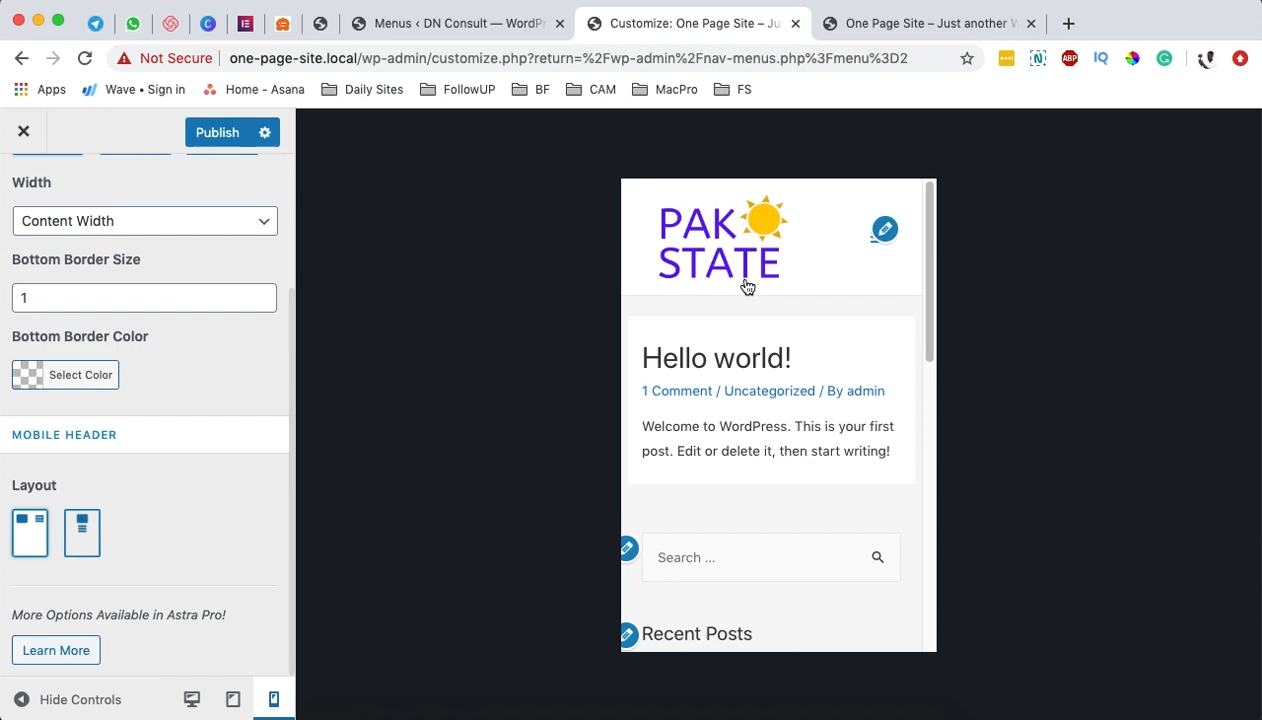 Menus ‹ DN Consult — WordPr
Customize: One Page Site – Ju
One Page Site – Just another W
Not Secure
one-page-site.local/wp-admin/customize.php?return=%2Fwp-admin%2Fnav-menus.php%3Fmenu%3D2
ABP
IQ
Apps
Wave • Sign in
Home - Asana
Daily Sites
FollowUP
BF
CAM
MacPro
FS
Publish
Width
Content Width
Bottom Border Size
1
Bottom Border Color
Select Color
MOBILE HEADER
Layout
More Options Available in Astra Pro!
Learn More
Hide Controls
PAK
STATE
Hello world!
1 Comment / Uncategorized / By admin
Welcome to WordPress. This is your first
post. Edit or delete it, then start writing!
Search ...
Recent Posts